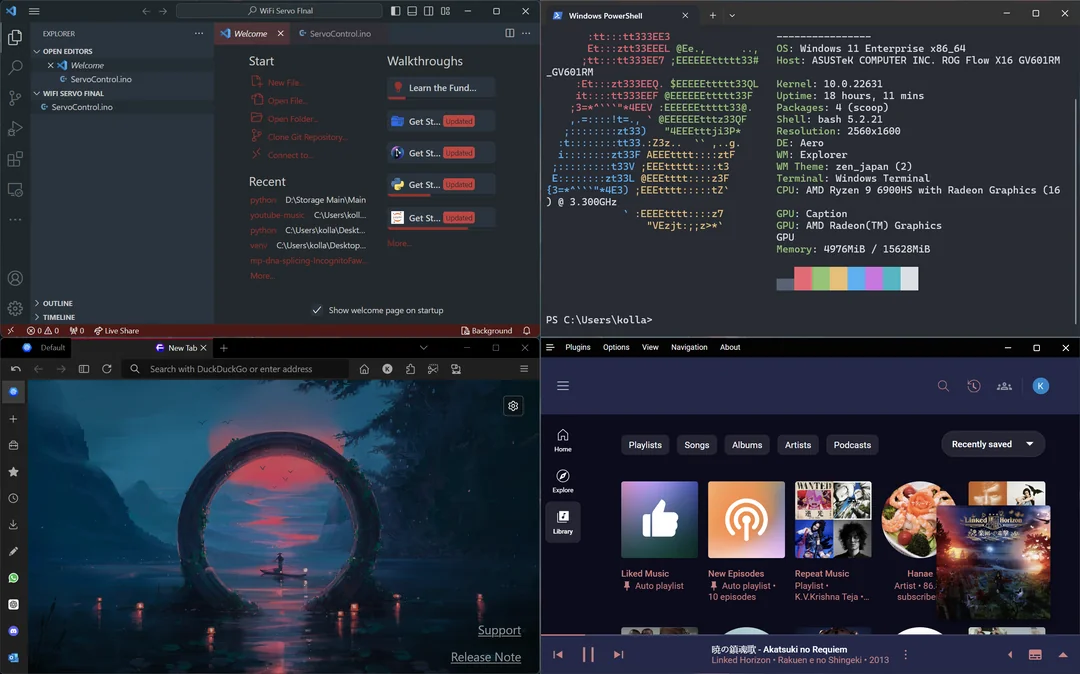 WiFi Servo FInal
EXPLORER
OPEN EDITORS
Welcome
ServoControl.ino
WIFI SERVO FINAL
ServoControl.ino
OUTLINE
TIMELINE
Welcome
ServoControl.ino
Start
New File...
Open File...
Open Folder...
Clone Git Repository...
Connect to...
Recent
python D:\Storage Main\Main
youtube-music C:\Users\koll...
python C:\Users\kolla\Deskt...
venv C:\Users\kolla\Desktop...
mp-dna-splicing-IncognitoFaw...
More...
Walkthroughs
Learn the Fund...
Get St... Updated
Get St... Updated
Get St... Updated
Get St... Updated
More...
Show welcome page on startup
0 0 0 Live Share
Background
Windows PowerShell
----------------
OS: Windows 11 Enterprise x86_64
Host: ASUSTeK COMPUTER INC. ROG Flow X16 GV601RM
_GV601RM
Kernel: 10.0.22631
Uptime: 18 hours, 11 mins
Packages: 4 (scoop)
Shell: bash 5.2.21
Resolution: 2560x1600
DE: Aero
WM: Explorer
WM Theme: zen_japan (2)
Terminal: Windows Terminal
CPU: AMD Ryzen 9 6900HS with Radeon Graphics (16
) @ 3.300GHz
GPU: Caption
GPU: AMD Radeon(TM) Graphics
GPU
Memory: 4976MiB / 15628MiB
PS C:\Users\kolla>
Default
New Tab
Search with DuckDuckGo or enter address
K
Support
Release Note
Plugins Options View Navigation About
K
Home
Explore
Library
Playlists Songs Albums Artists Podcasts
Recently saved
Liked Music
Auto playlist
New Episodes
Auto playlist •
10 episodes
WANTED
Repeat Music
Playlist •
K.V.Krishna Teja •...
Hanae
Artist • 86.
subscribe
Linked Horizon
暁の鎮魂歌 - Akatsuki no Requiem
Linked Horizon • Rakuen e no Shingeki • 2013